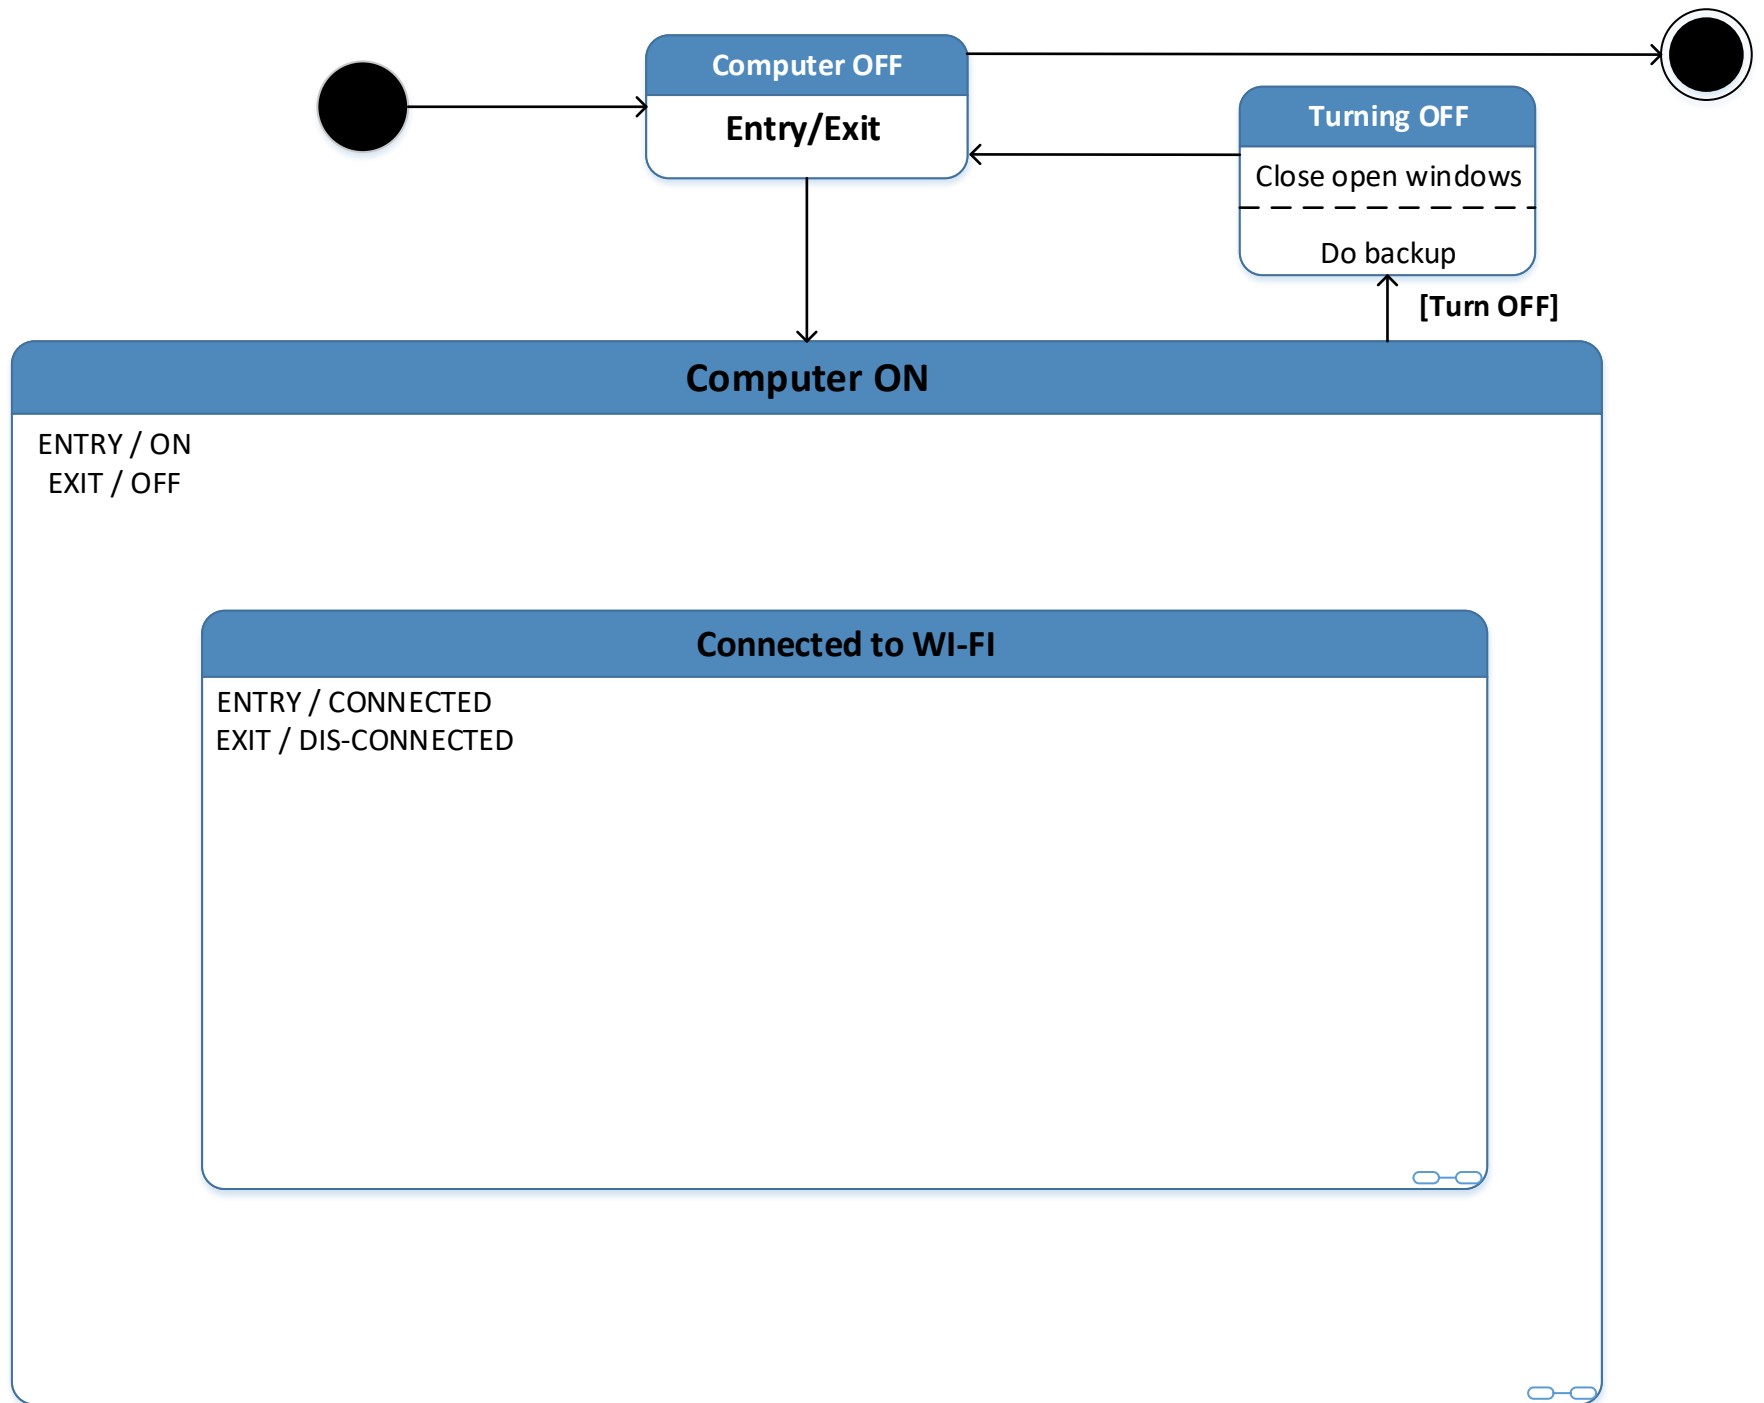 Computer OFF
Entry/Exit
Turning OFF
Close open windows
Do backup
[Turn OFF]
Computer ON
ENTRY / ON
EXIT / OFF
Connected to WI-FI
ENTRY / CONNECTED
EXIT / DIS-CONNECTED